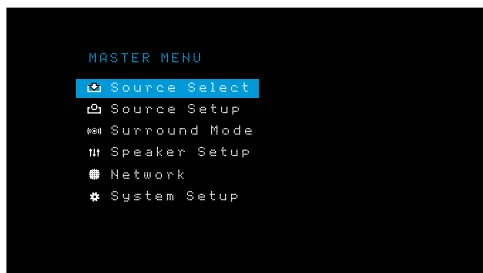 MASTER MENU
Source Select
Source Setup
Surround Mode
Speaker Setup
Network
System Setup